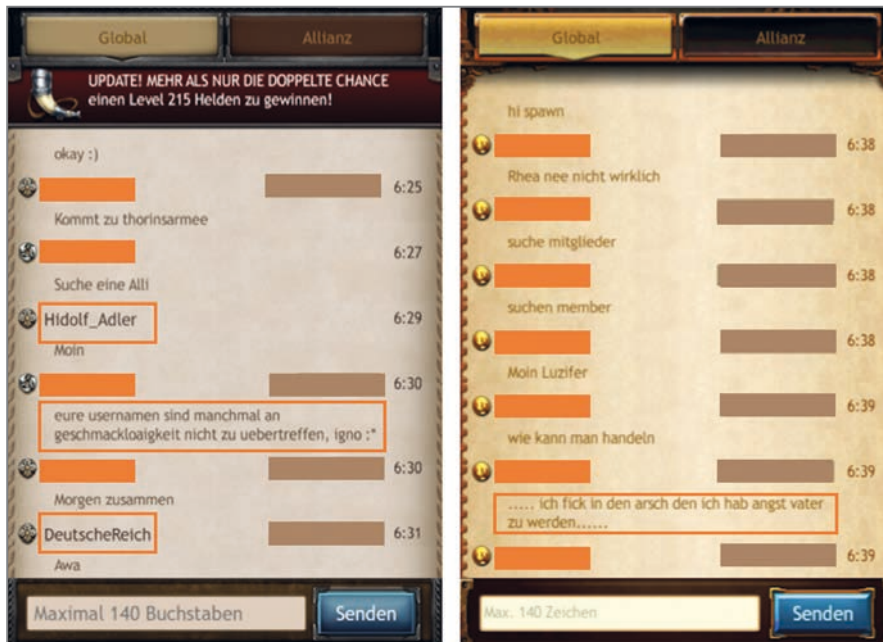 Global
Allianz
UPDATE! MEHR ALS NUR DIE DOPPELTE CHANCE
einen Level 215 Helden zu gewinnen!
okay :)
6:25
Kommt zu thorinsarmee
6:27
Suche eine Alli
Hidolf_Adler
6:29
Moin
6:30
eure usernamen sind manchmal an
geschmackloaigkeit nicht zu uebertreffen, igno :*
6:30
Morgen zusammen
DeutscheReich
6:31
Awa
Maximal 140 Buchstaben
Senden
Global
Allianz
hi spawn
6:38
Rhea nee nicht wirklich
6:38
suche mitglieder
6:38
suchen member
6:38
Moin Luzifer
6:39
wie kann man handeln
6:39
..... ich fick in den arsch den ich hab angst vater
zu werden......
6:39
Max. 140 Zeichen
Senden